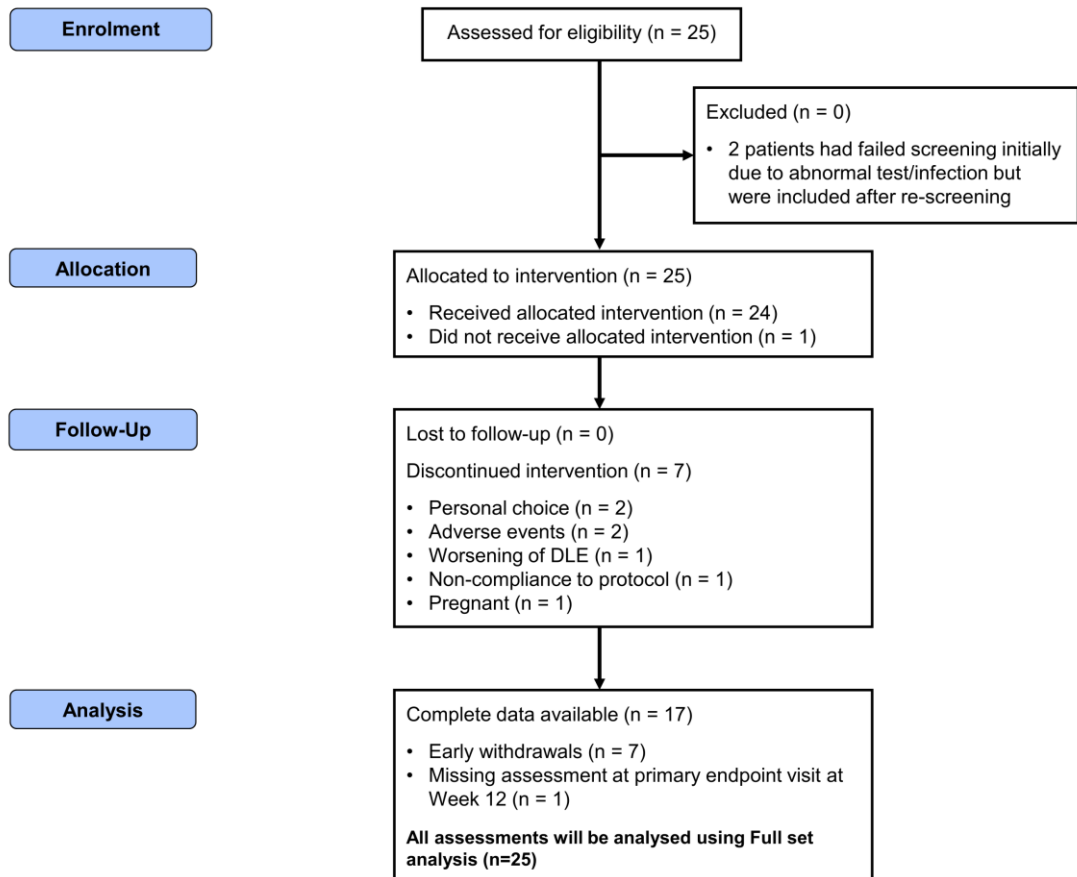 Enrolment
Assessed for eligibility (n = 25)
Excluded (n = 0)
• 2 patients had failed screening initially
due to abnormal test/infection but
were included after re-screening
Allocation
Allocated to intervention (n = 25)
• Received allocated intervention (n = 24)
• Did not receive allocated intervention (n = 1)
Follow-Up
Lost to follow-up (n = 0)
Discontinued intervention (n = 7)
• Personal choice (n = 2)
• Adverse events (n = 2)
• Worsening of DLE (n = 1)
• Non-compliance to protocol (n = 1)
• Pregnant (n = 1)
Analysis
Complete data available (n = 17)
• Early withdrawals (n = 7)
• Missing assessment at primary endpoint visit at
Week 12 (n = 1)
All assessments will be analysed using Full set
analysis (n=25)